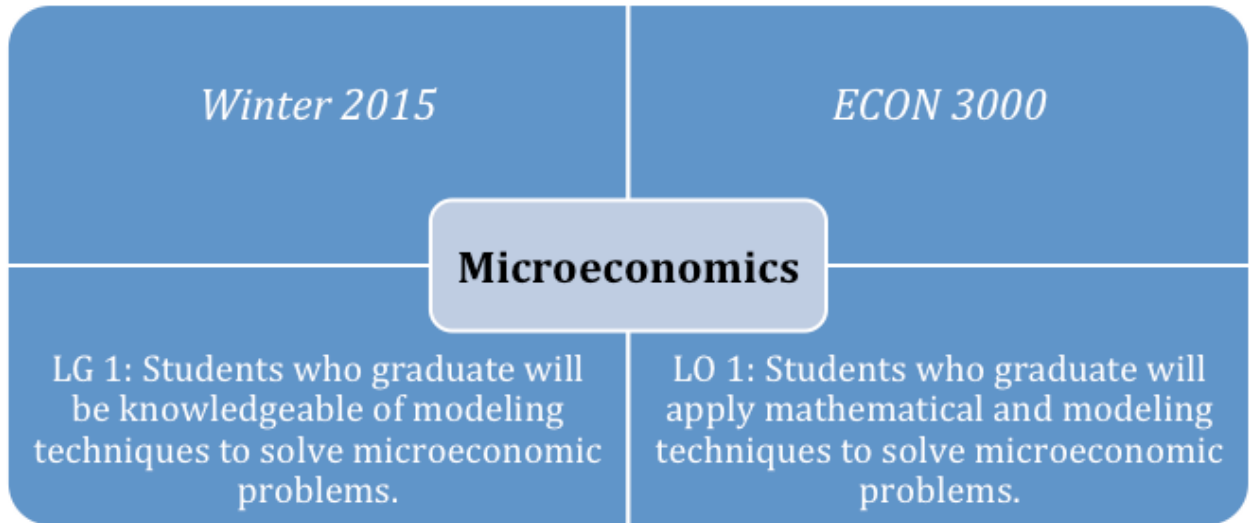 Winter 2015
ECON 3000
Microeconomics
LG 1: Students who graduate will
be knowledgeable of modeling
techniques to solve microeconomic
problems.
LO 1: Students who graduate will
apply mathematical and modeling
techniques to solve microeconomic
problems.